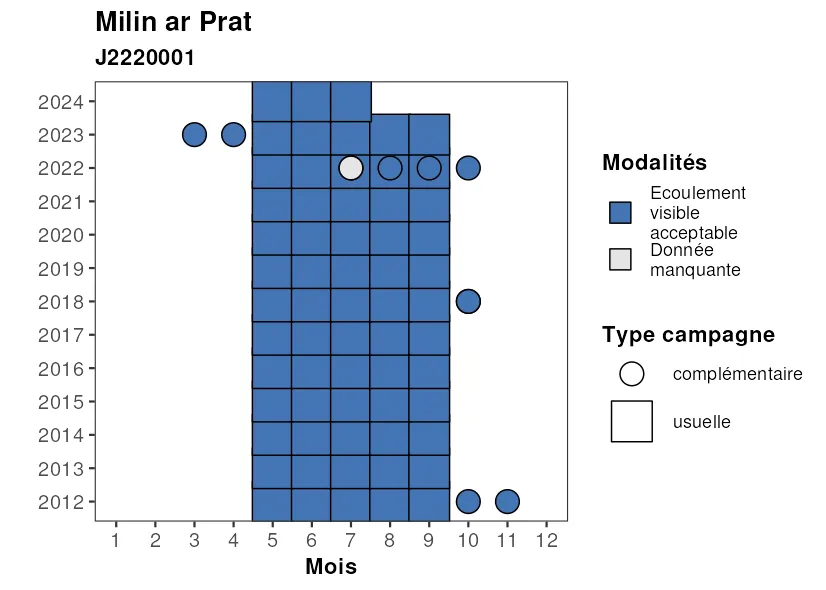 Milin ar Prat
J2220001
2024
2023
2022
2021
2020
2019
2018
2017
2016
2015
2014
2013
2012
1 2 3 4 5 6 7 8 9 10 11 12
Mois
Modalités
Ecoulement
visible
acceptable
Donnée
manquante
Type campagne
complémentaire
usuelle